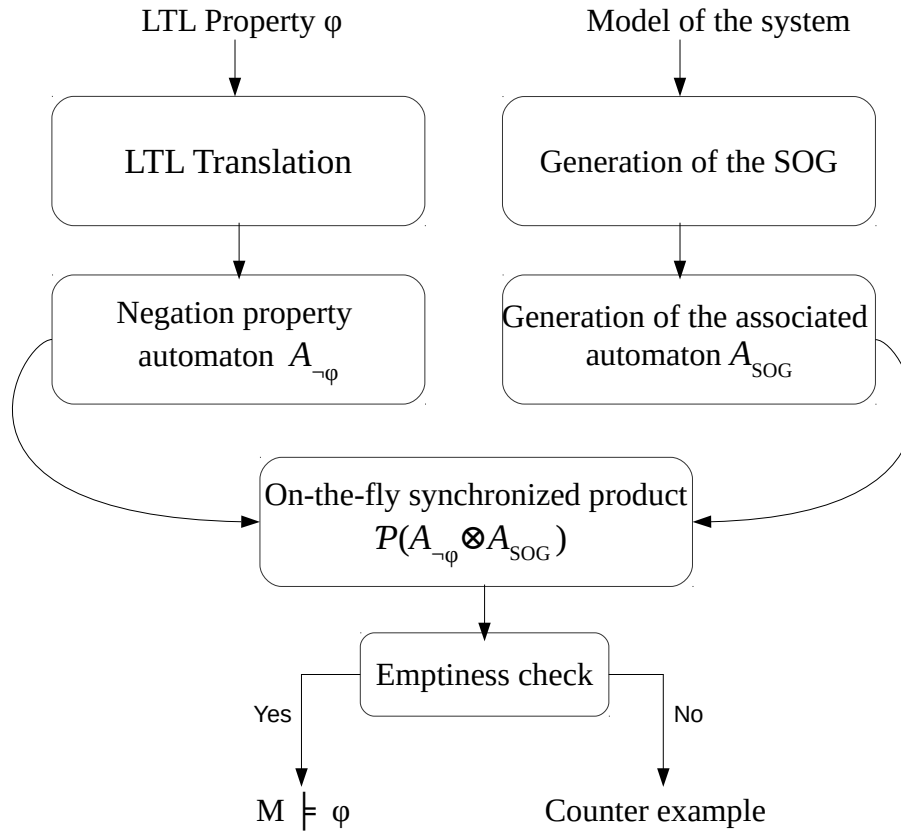 LTL Property φ
Model of the system
LTL Translation
Generation of the SOG
Negation property
automaton A¬φ
Generation of the associated
automaton ASOG
On-the-fly synchronized product
𝒫(A¬φ⊗ASOG)
Emptiness check
Yes
No
M ⊧ φ
Counter example